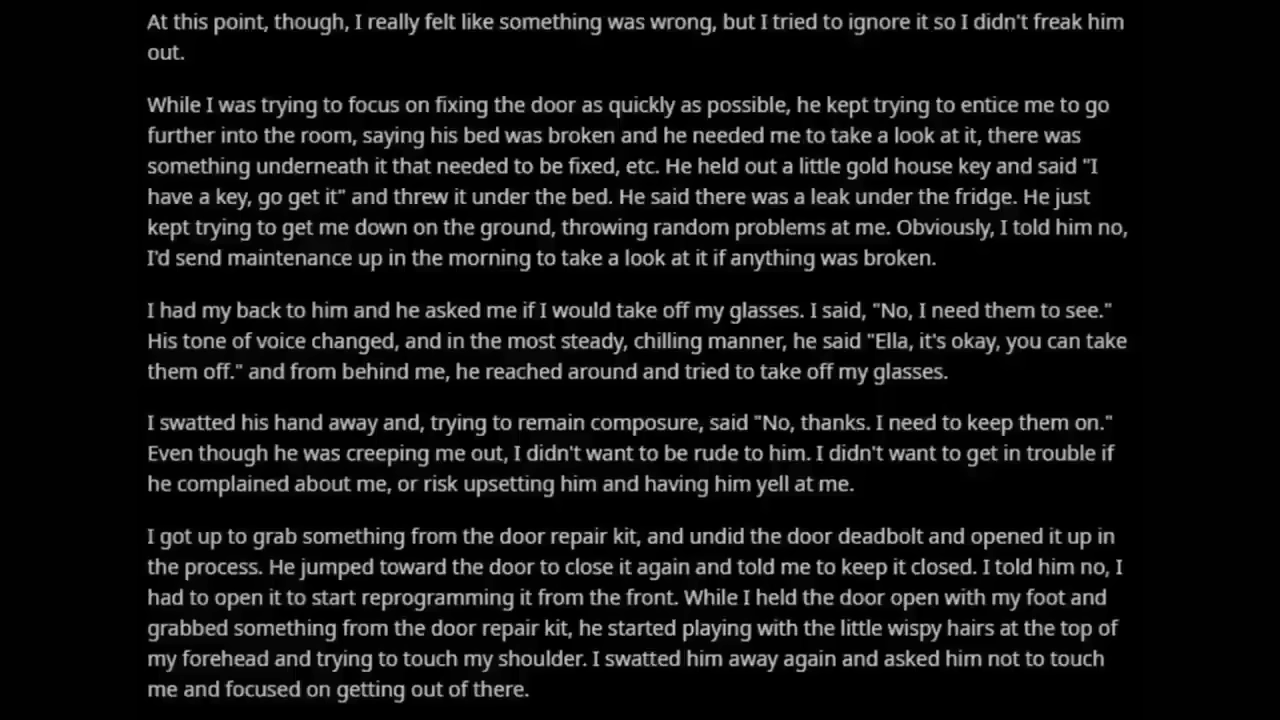 At this point, though, I really felt like something was wrong, but I tried to ignore it so I didn't freak him
out.
While I was trying to focus on fixing the door as quickly as possible, he kept trying to entice me to go
further into the room, saying his bed was broken and he needed me to take a look at it, there was
something underneath it that needed to be fixed, etc. He held out a little gold house key and said "I
have a key, go get it" and threw it under the bed. He said there was a leak under the fridge. He just
kept trying to get me down on the ground, throwing random problems at me. Obviously, I told him no,
I'd send maintenance up in the morning to take a look at it if anything was broken.
I had my back to him and he asked me if I would take off my glasses. I said, "No, I need them to see."
His tone of voice changed, and in the most steady, chilling manner, he said "Ella, it's okay, you can take
them off." and from behind me, he reached around and tried to take off my glasses.
I swatted his hand away and, trying to remain composure, said "No, thanks. I need to keep them on."
Even though he was creeping me out, I didn't want to be rude to him. I didn't want to get in trouble if
he complained about me, or risk upsetting him and having him yell at me.
I got up to grab something from the door repair kit, and undid the door deadbolt and opened it up in
the process. He jumped toward the door to close it again and told me to keep it closed. I told him no, I
had to open it to start reprogramming it from the front. While I held the door open with my foot and
grabbed something from the door repair kit, he started playing with the little wispy hairs at the top of
my forehead and trying to touch my shoulder. I swatted him away again and asked him not to touch
me and focused on getting out of there.